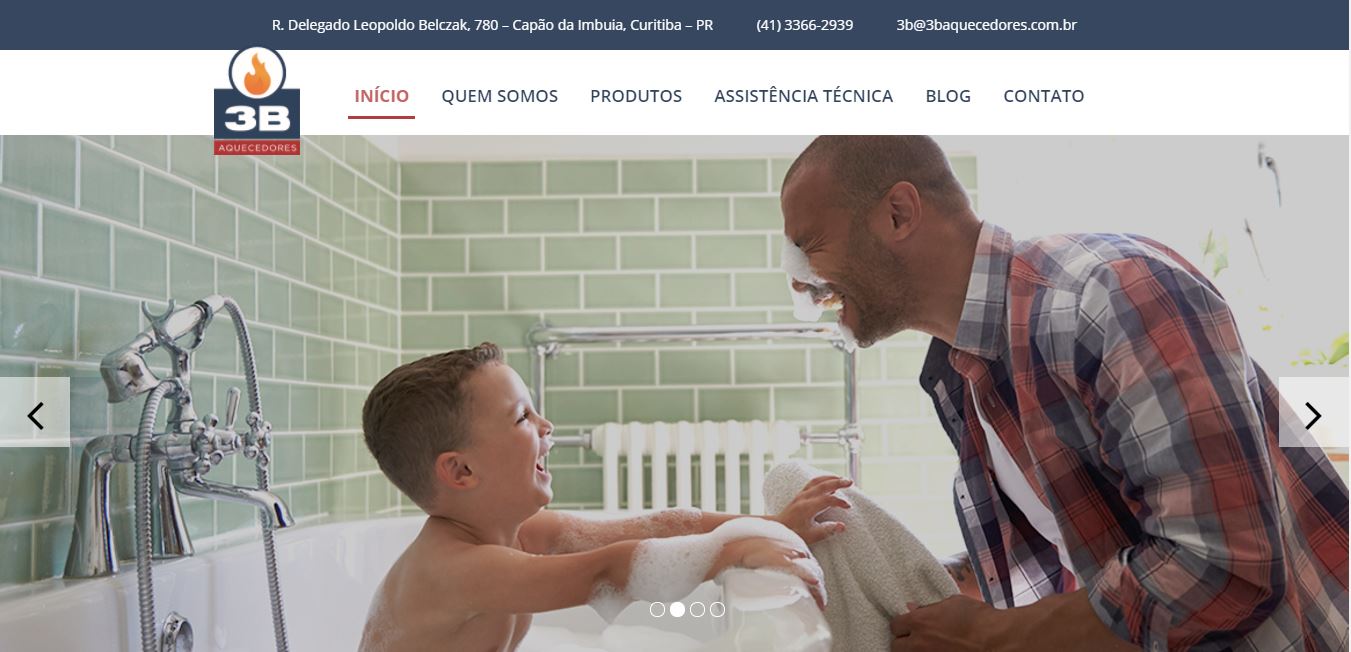 R. Delegado Leopoldo Belczak, 780 – Capão da Imbuia, Curitiba – PR (41) 3366-2939 3b@3baquecedores.com.br
3B
AQUECEDORES
INÍCIO QUEM SOMOS PRODUTOS ASSISTÊNCIA TÉCNICA BLOG CONTATO